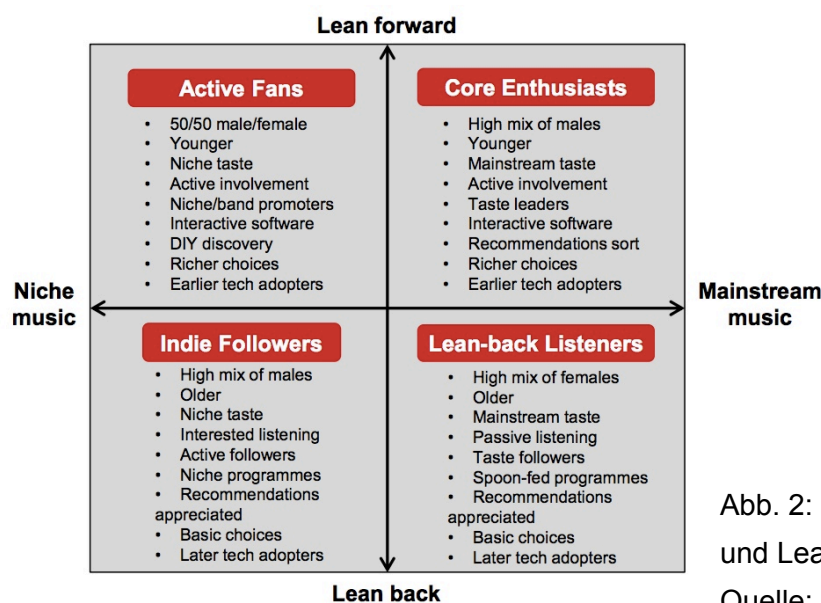 Lean forward
Active Fans
• 50/50 male/female
• Younger
• Niche taste
• Active involvement
• Niche/band promoters
• Interactive software
• DIY discovery
• Richer choices
• Earlier tech adopters
Core Enthusiasts
• High mix of males
• Younger
• Mainstream taste
• Active involvement
• Taste leaders
• Interactive software
• Recommendations sort
• Richer choices
• Earlier tech adopters
Niche
music
Mainstream
music
Indie Followers
• High mix of males
• Older
• Niche taste
• Interested listening
• Active followers
• Niche programmes
• Recommendations
appreciated
• Basic choices
• Later tech adopters
Lean-back Listeners
• High mix of females
• Older
• Mainstream taste
• Passive listening
• Taste followers
• Spoon-fed programmes
• Recommendations
appreciated
• Basic choices
• Later tech adopters
Lean back
Abb. 2:
und Lea
Quelle: